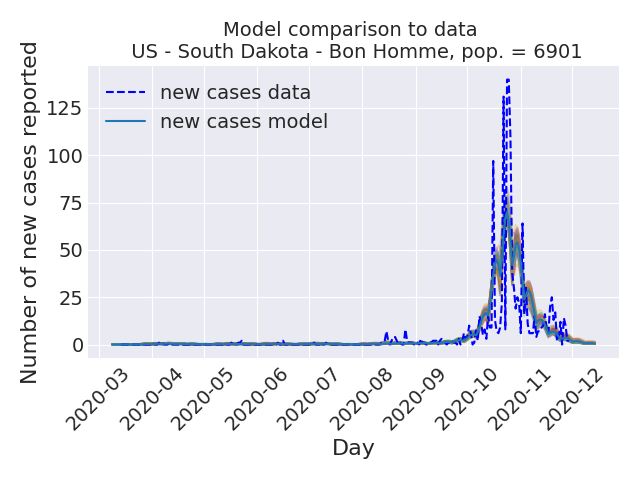 Model comparison to data
US - South Dakota - Bon Homme, pop. = 6901
new cases data
new cases model
Number of new cases reported
125
100
75
50
25
0
2020-03
2020-04
2020-05
2020-06
2020-07
2020-08
2020-09
2020-10
2020-11
2020-12
Day